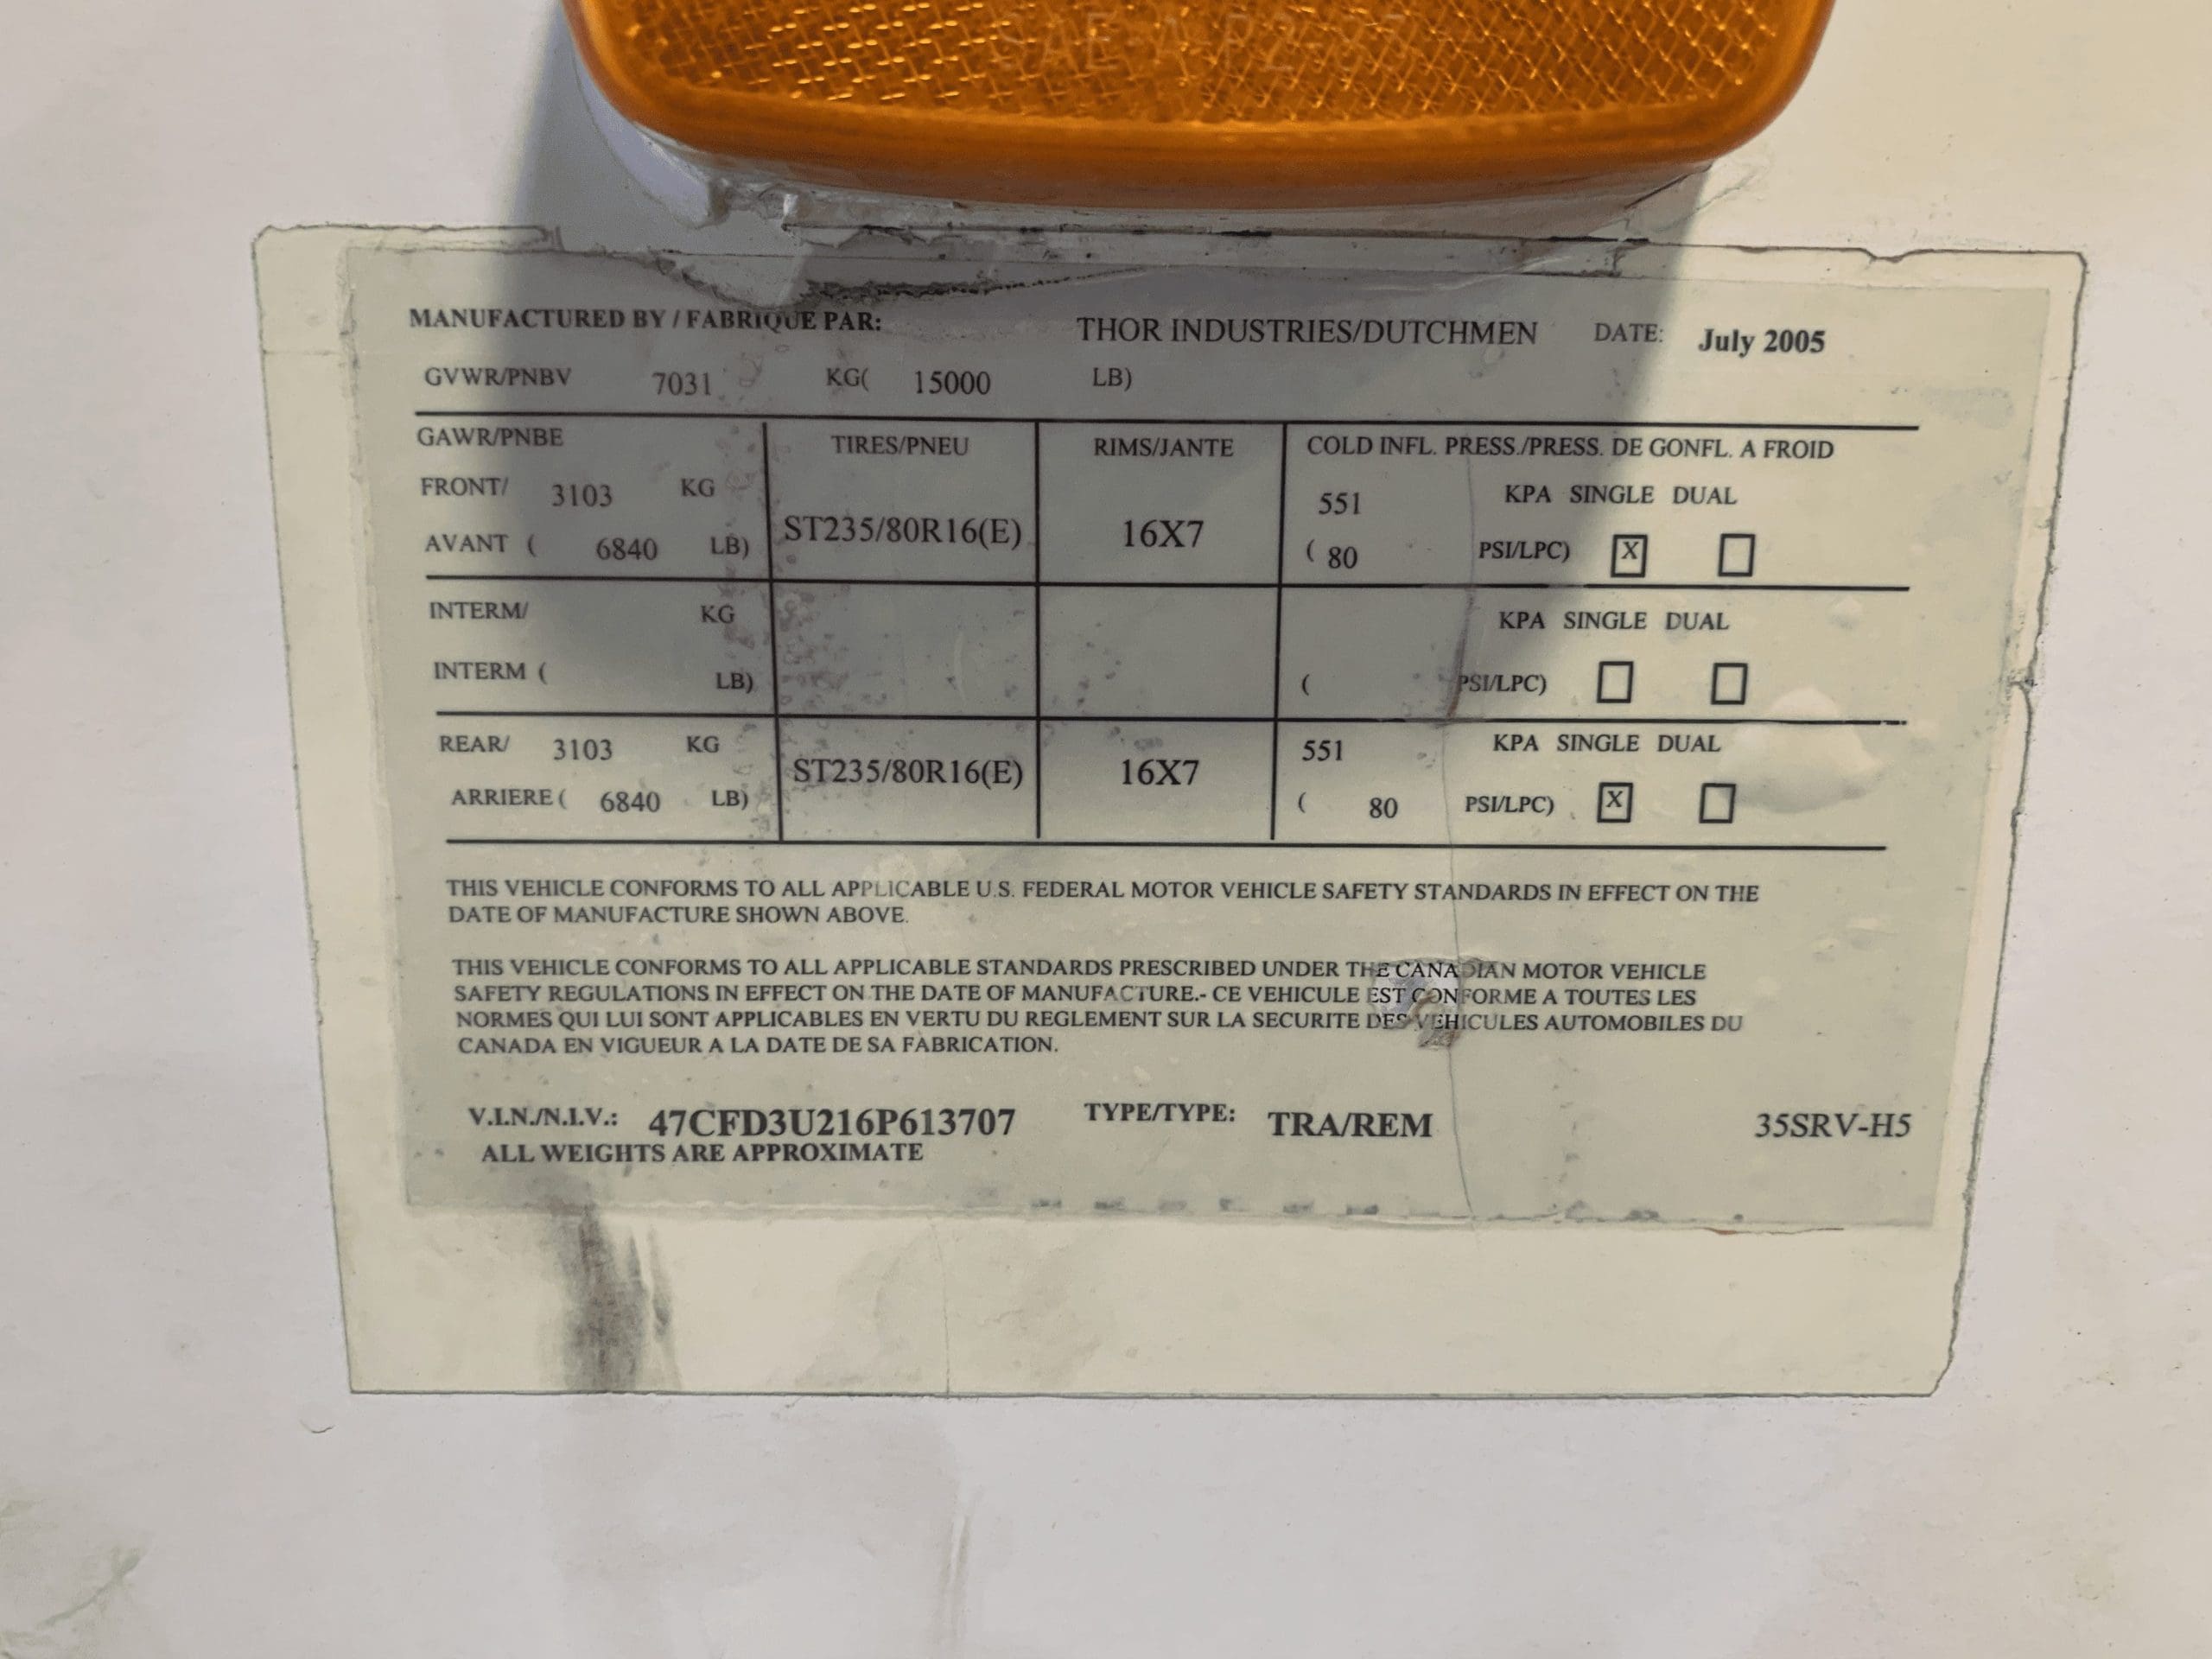 SAE-A-P2-
MANUFACTURED BY / FABRIQUE PAR: THOR INDUSTRIES/DUTCHMEN DATE: July 2005
GVWR/PNBV 7031 KG( 15000 LB)
GAWR/PNBE TIRES/PNEU RIMS/JANTE COLD INFL. PRESS./PRESS. DE GONFL. A FROID
FRONT/ 3103 KG 551 KPA SINGLE DUAL
ST235/80R16(E) 16X7
AVANT ( 6840 LB) ( 80 PSI/LPC) X
INTERM/ KG KPA SINGLE DUAL
INTERM ( LB) ( PSI/LPC)
REAR/ 3103 KG 551 KPA SINGLE DUAL
ST235/80R16(E) 16X7
ARRIERE ( 6840 LB) ( 80 PSI/LPC) X
THIS VEHICLE CONFORMS TO ALL APPLICABLE U.S. FEDERAL MOTOR VEHICLE SAFETY STANDARDS IN EFFECT ON THE
DATE OF MANUFACTURE SHOWN ABOVE.
THIS VEHICLE CONFORMS TO ALL APPLICABLE STANDARDS PRESCRIBED UNDER THE CANADIAN MOTOR VEHICLE
SAFETY REGULATIONS IN EFFECT ON THE DATE OF MANUFACTURE.- CE VEHICULE EST CONFORME A TOUTES LES
NORMES QUI LUI SONT APPLICABLES EN VERTU DU REGLEMENT SUR LA SECURITE DES VEHICULES AUTOMOBILES DU
CANADA EN VIGUEUR A LA DATE DE SA FABRICATION.
V.I.N./N.I.V.: 47CFD3U216P613707 TYPE/TYPE: TRA/REM 35SRV-H5
ALL WEIGHTS ARE APPROXIMATE